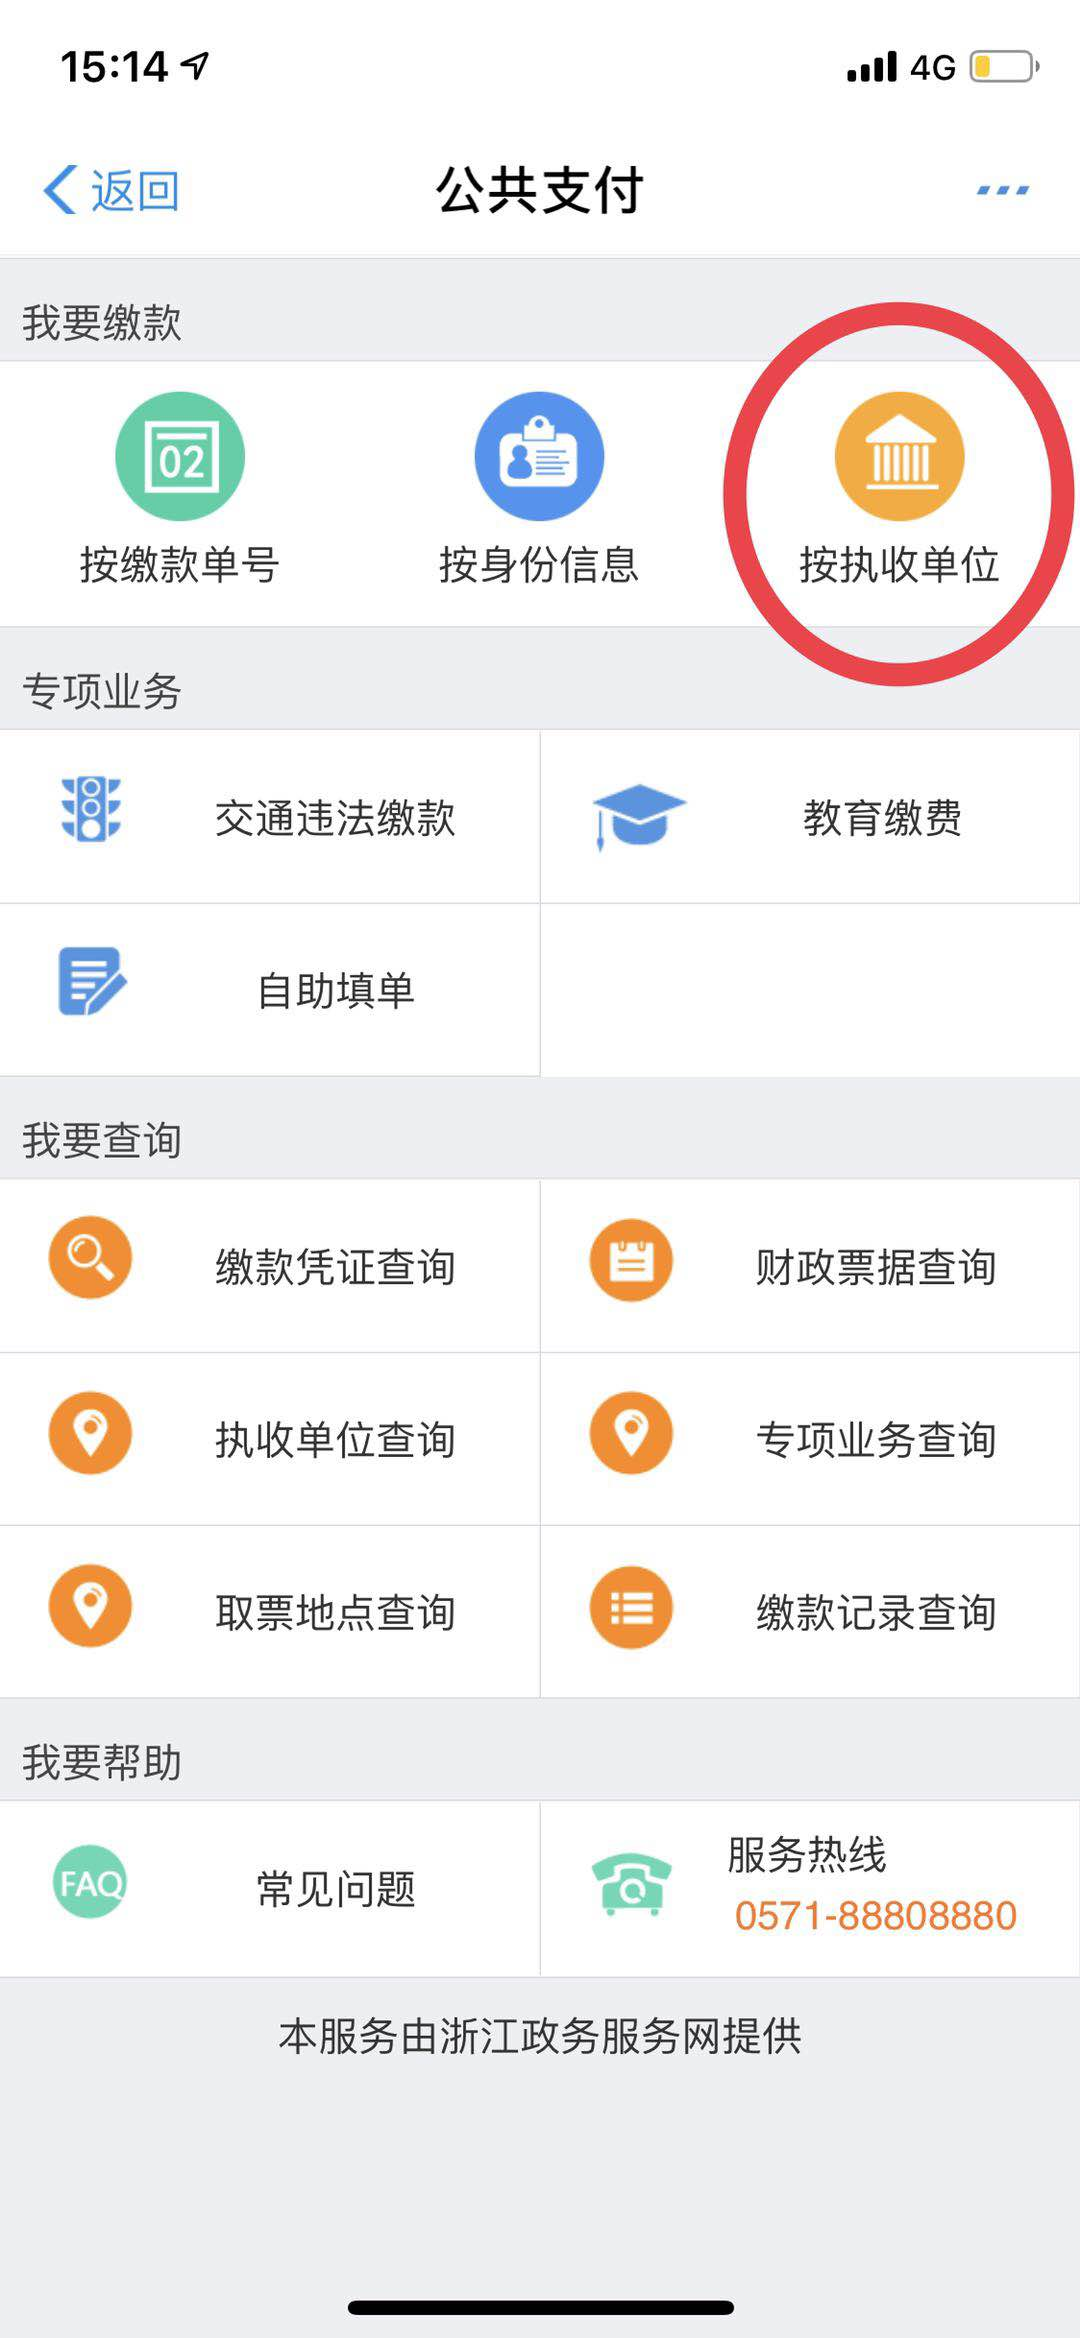 15:14
4G
返回
公共支付
我要缴款
02
按缴款单号
按身份信息
按执收单位
专项业务
交通违法缴款
教育缴费
自助填单
我要查询
缴款凭证查询
财政票据查询
执收单位查询
专项业务查询
取票地点查询
缴款记录查询
我要帮助
FAQ
常见问题
服务热线
0571-88808880
本服务由浙江政务服务网提供